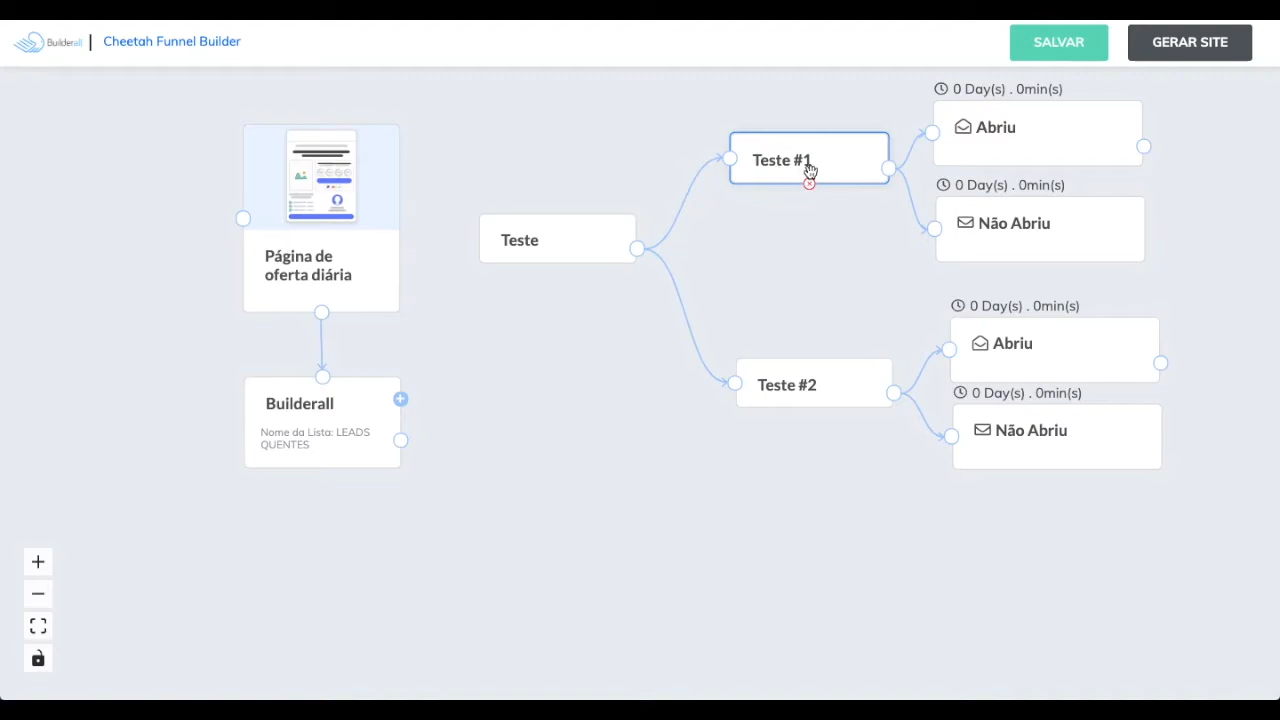 Builderall
Cheetah Funnel Builder
SALVAR
GERAR SITE
Página de
oferta diária
Builderall
Nome da Lista: LEADS
QUENTES
Teste
Teste #1
Teste #2
0 Day(s) . 0min(s)
Abriu
0 Day(s) . 0min(s)
Não Abriu
0 Day(s) . 0min(s)
Abriu
0 Day(s) . 0min(s)
Não Abriu